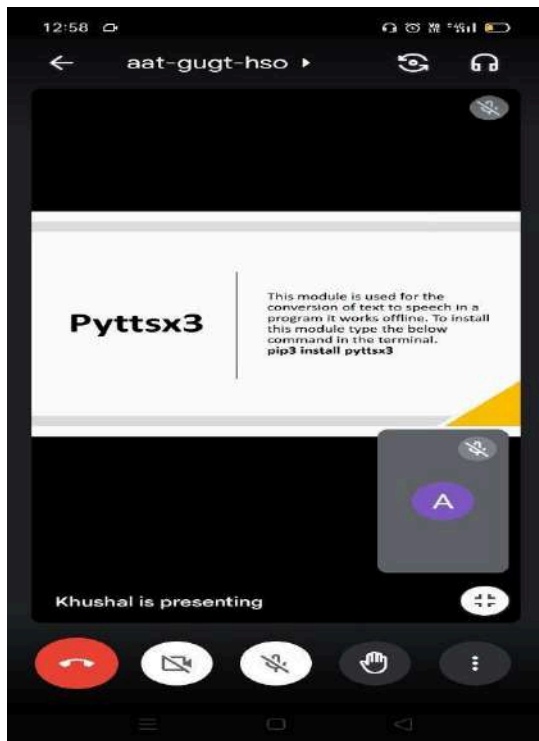 12:58
aat-gugt-hso
Pyttsx3
This module is used for the
conversion of text to speech in a
program it works offline. To install
this module type the below
command in the terminal.
pip3 install pyttsx3
A
Khushal is presenting